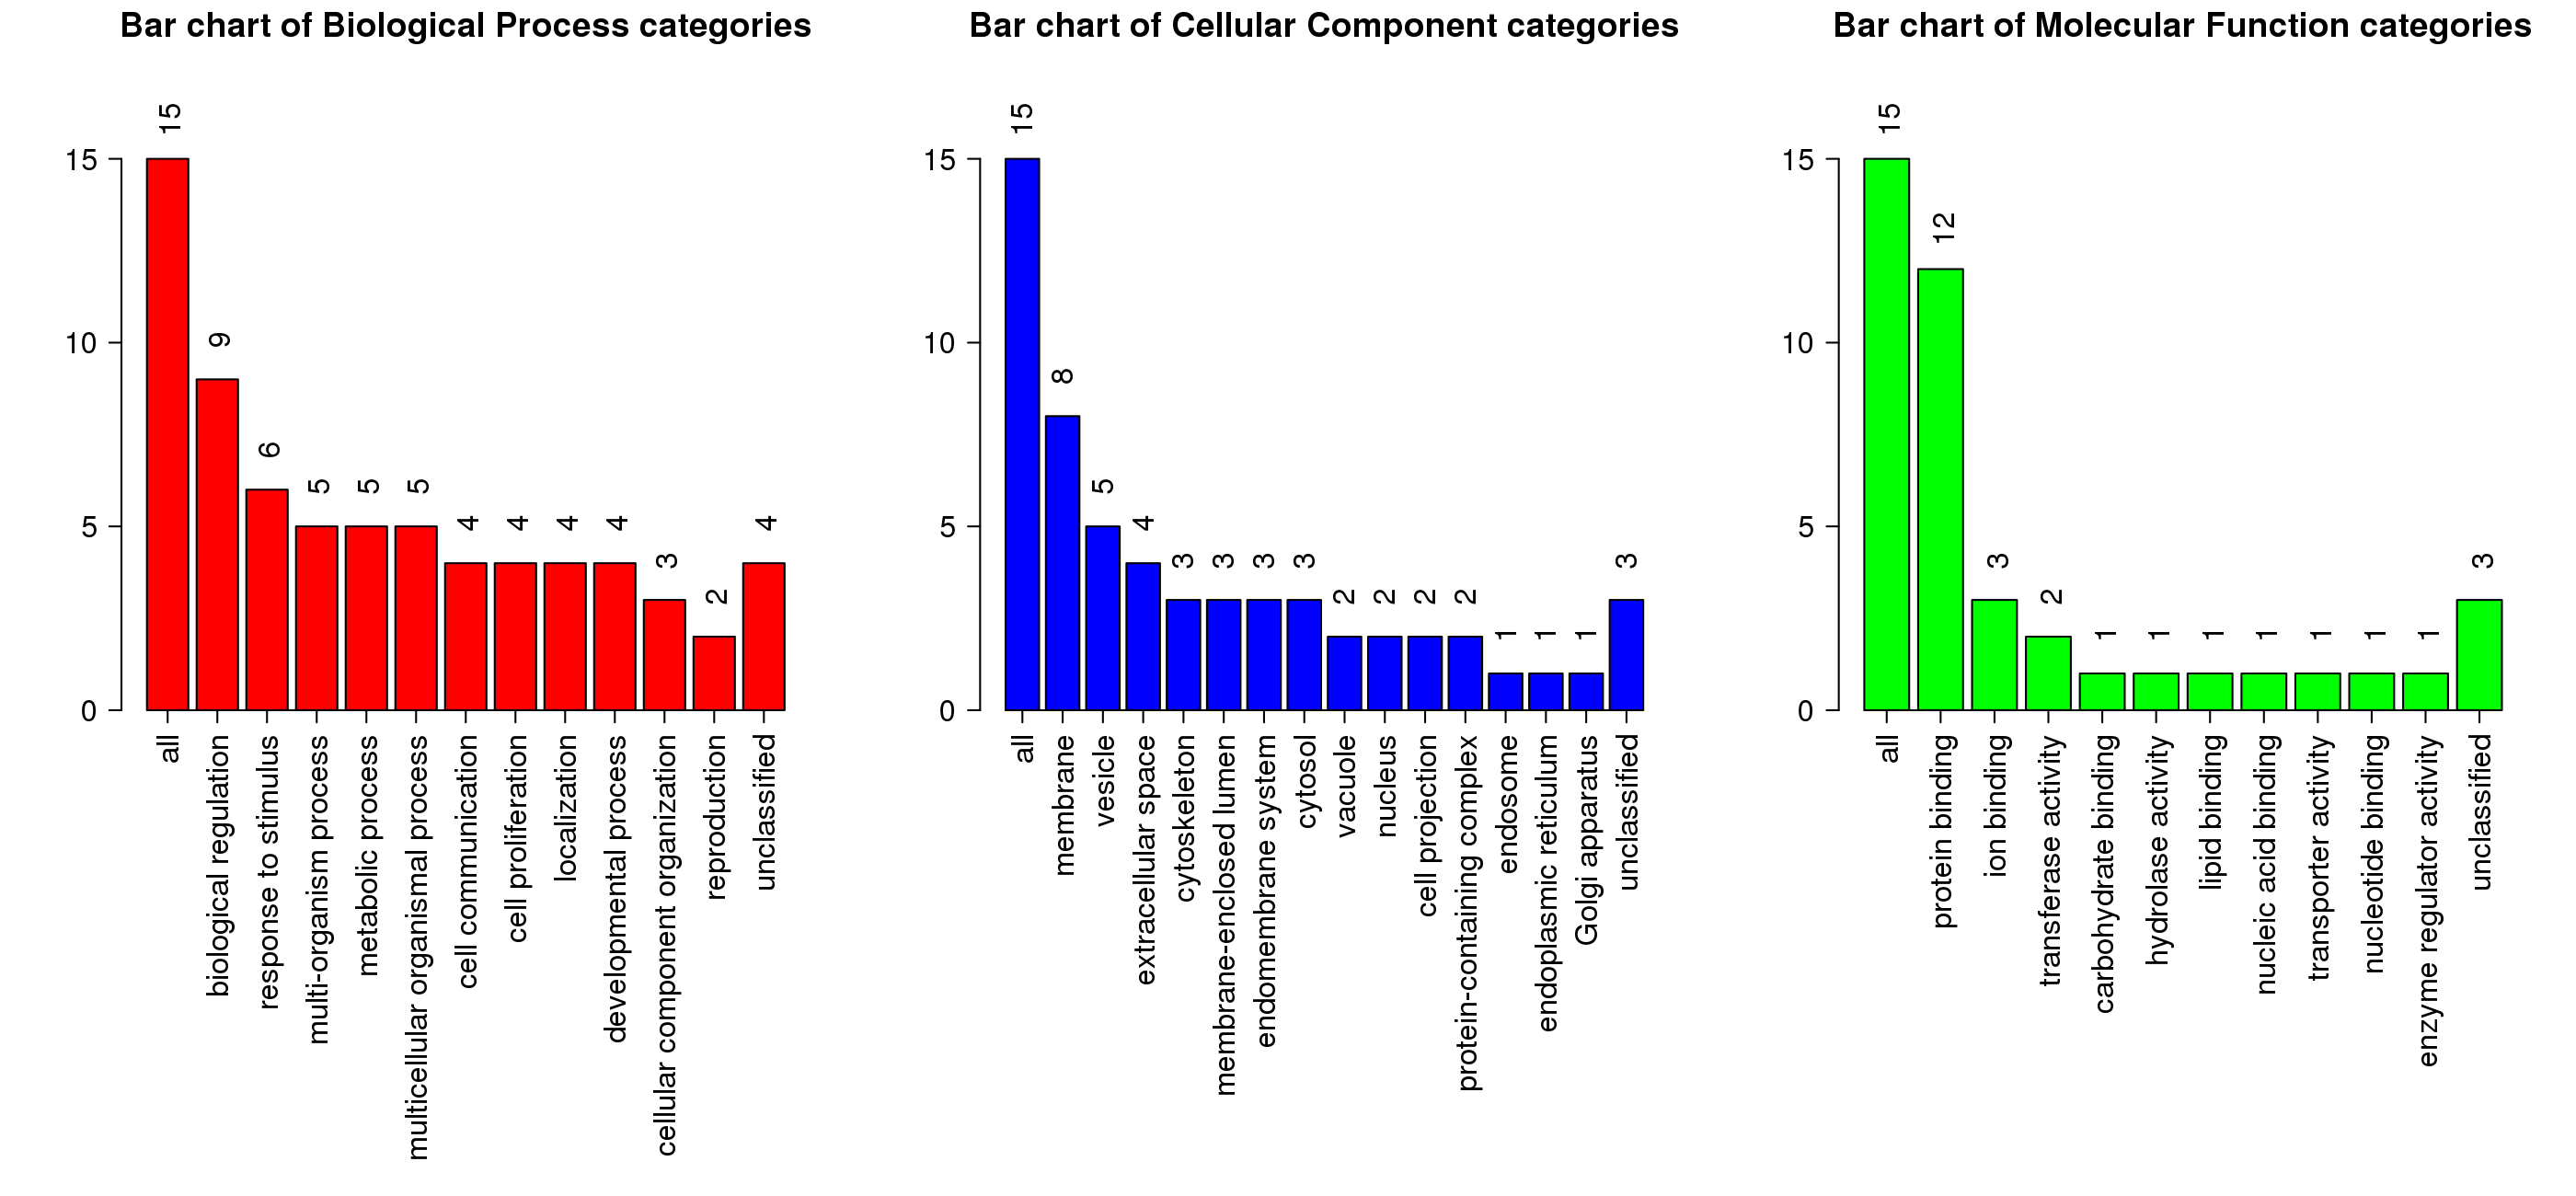 Bar chart of Biological Process categories
15
10
5
0
15
9
6
5
5
5
4
4
4
4
3
2
4
all
biological regulation
response to stimulus
multi-organism process
metabolic process
multicellular organismal process
cell communication
cell proliferation
localization
developmental process
cellular component organization
reproduction
unclassified
Bar chart of Cellular Component categories
15
10
5
0
15
8
5
4
3
3
3
3
2
2
2
2
1
1
1
3
all
membrane
vesicle
extracellular space
cytoskeleton
membrane-enclosed lumen
endomembrane system
cytosol
vacuole
nucleus
cell projection
protein-containing complex
endosome
endoplasmic reticulum
Golgi apparatus
unclassified
Bar chart of Molecular Function categories
15
10
5
0
15
12
3
2
1
1
1
1
1
1
1
3
all
protein binding
ion binding
transferase activity
carbohydrate binding
hydrolase activity
lipid binding
nucleic acid binding
transporter activity
nucleotide binding
enzyme regulator activity
unclassified